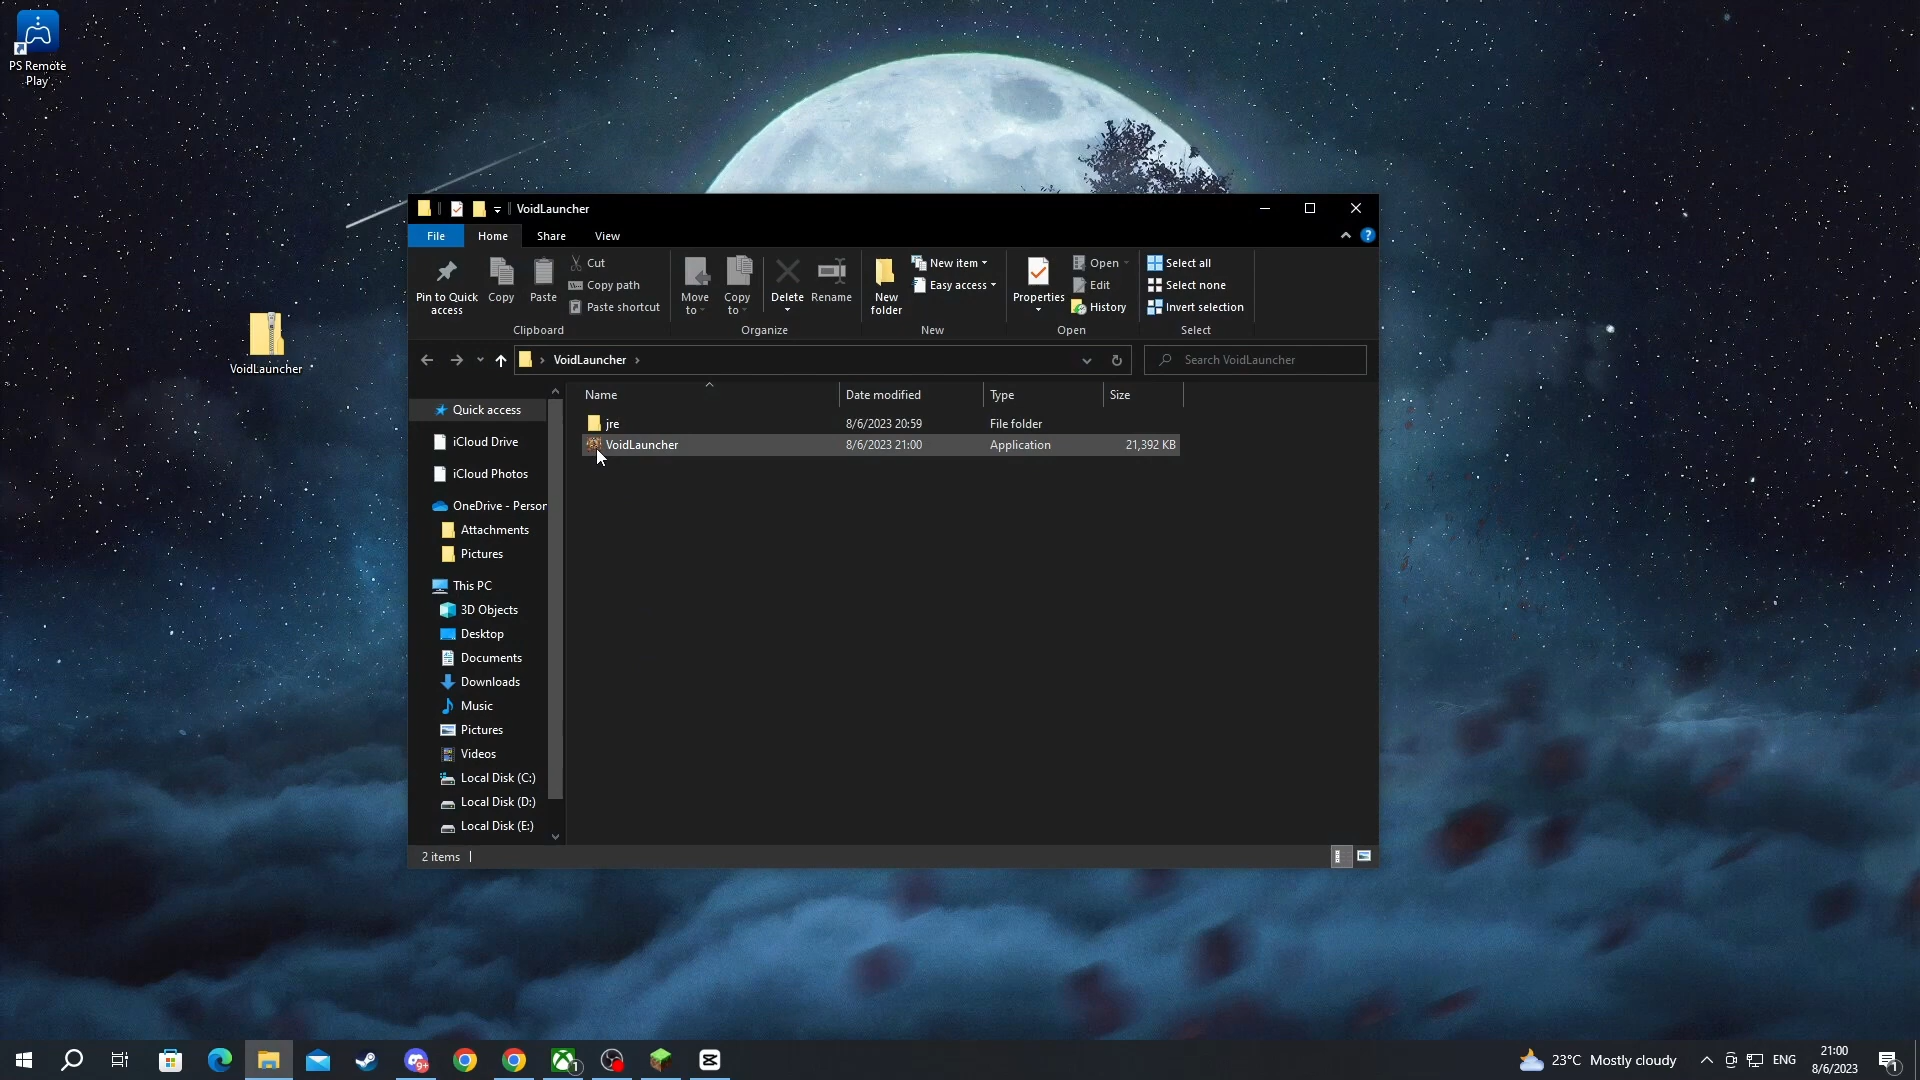 PS Remote
Play
VoidLauncher
VoidLauncher
File Home Share View
Pin to Quick
access
Copy
Paste
Cut
Copy path
Paste shortcut
Clipboard
Move
to
Copy
to
Delete
Rename
Organize
New
folder
New item
Easy access
New
Properties
Open
Edit
History
Open
Select all
Select none
Invert selection
Select
VoidLauncher
Search VoidLauncher
Name Date modified Type Size
jre 8/6/2023 20:59 File folder
VoidLauncher 8/6/2023 21:00 Application 21,392 KB
Quick access
iCloud Drive
iCloud Photos
OneDrive - Person
Attachments
Pictures
This PC
3D Objects
Desktop
Documents
Downloads
Music
Pictures
Videos
Local Disk (C:)
Local Disk (D:)
Local Disk (E:)
2 items
9+
1
23°C Mostly cloudy
ENG
21:00
8/6/2023
1